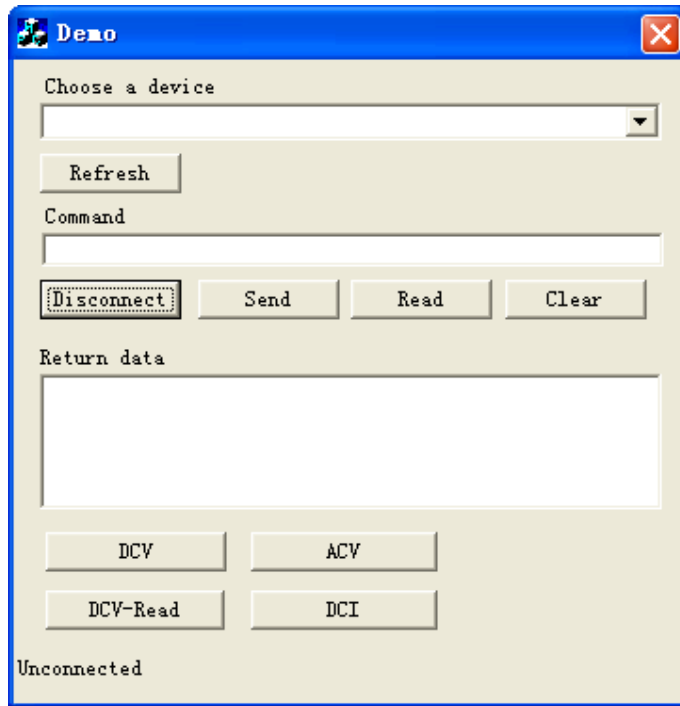 Demo
Choose a device
Refresh
Command
Disconnect Send Read Clear
Return data
DCV ACV
DCV-Read DCI
Unconnected